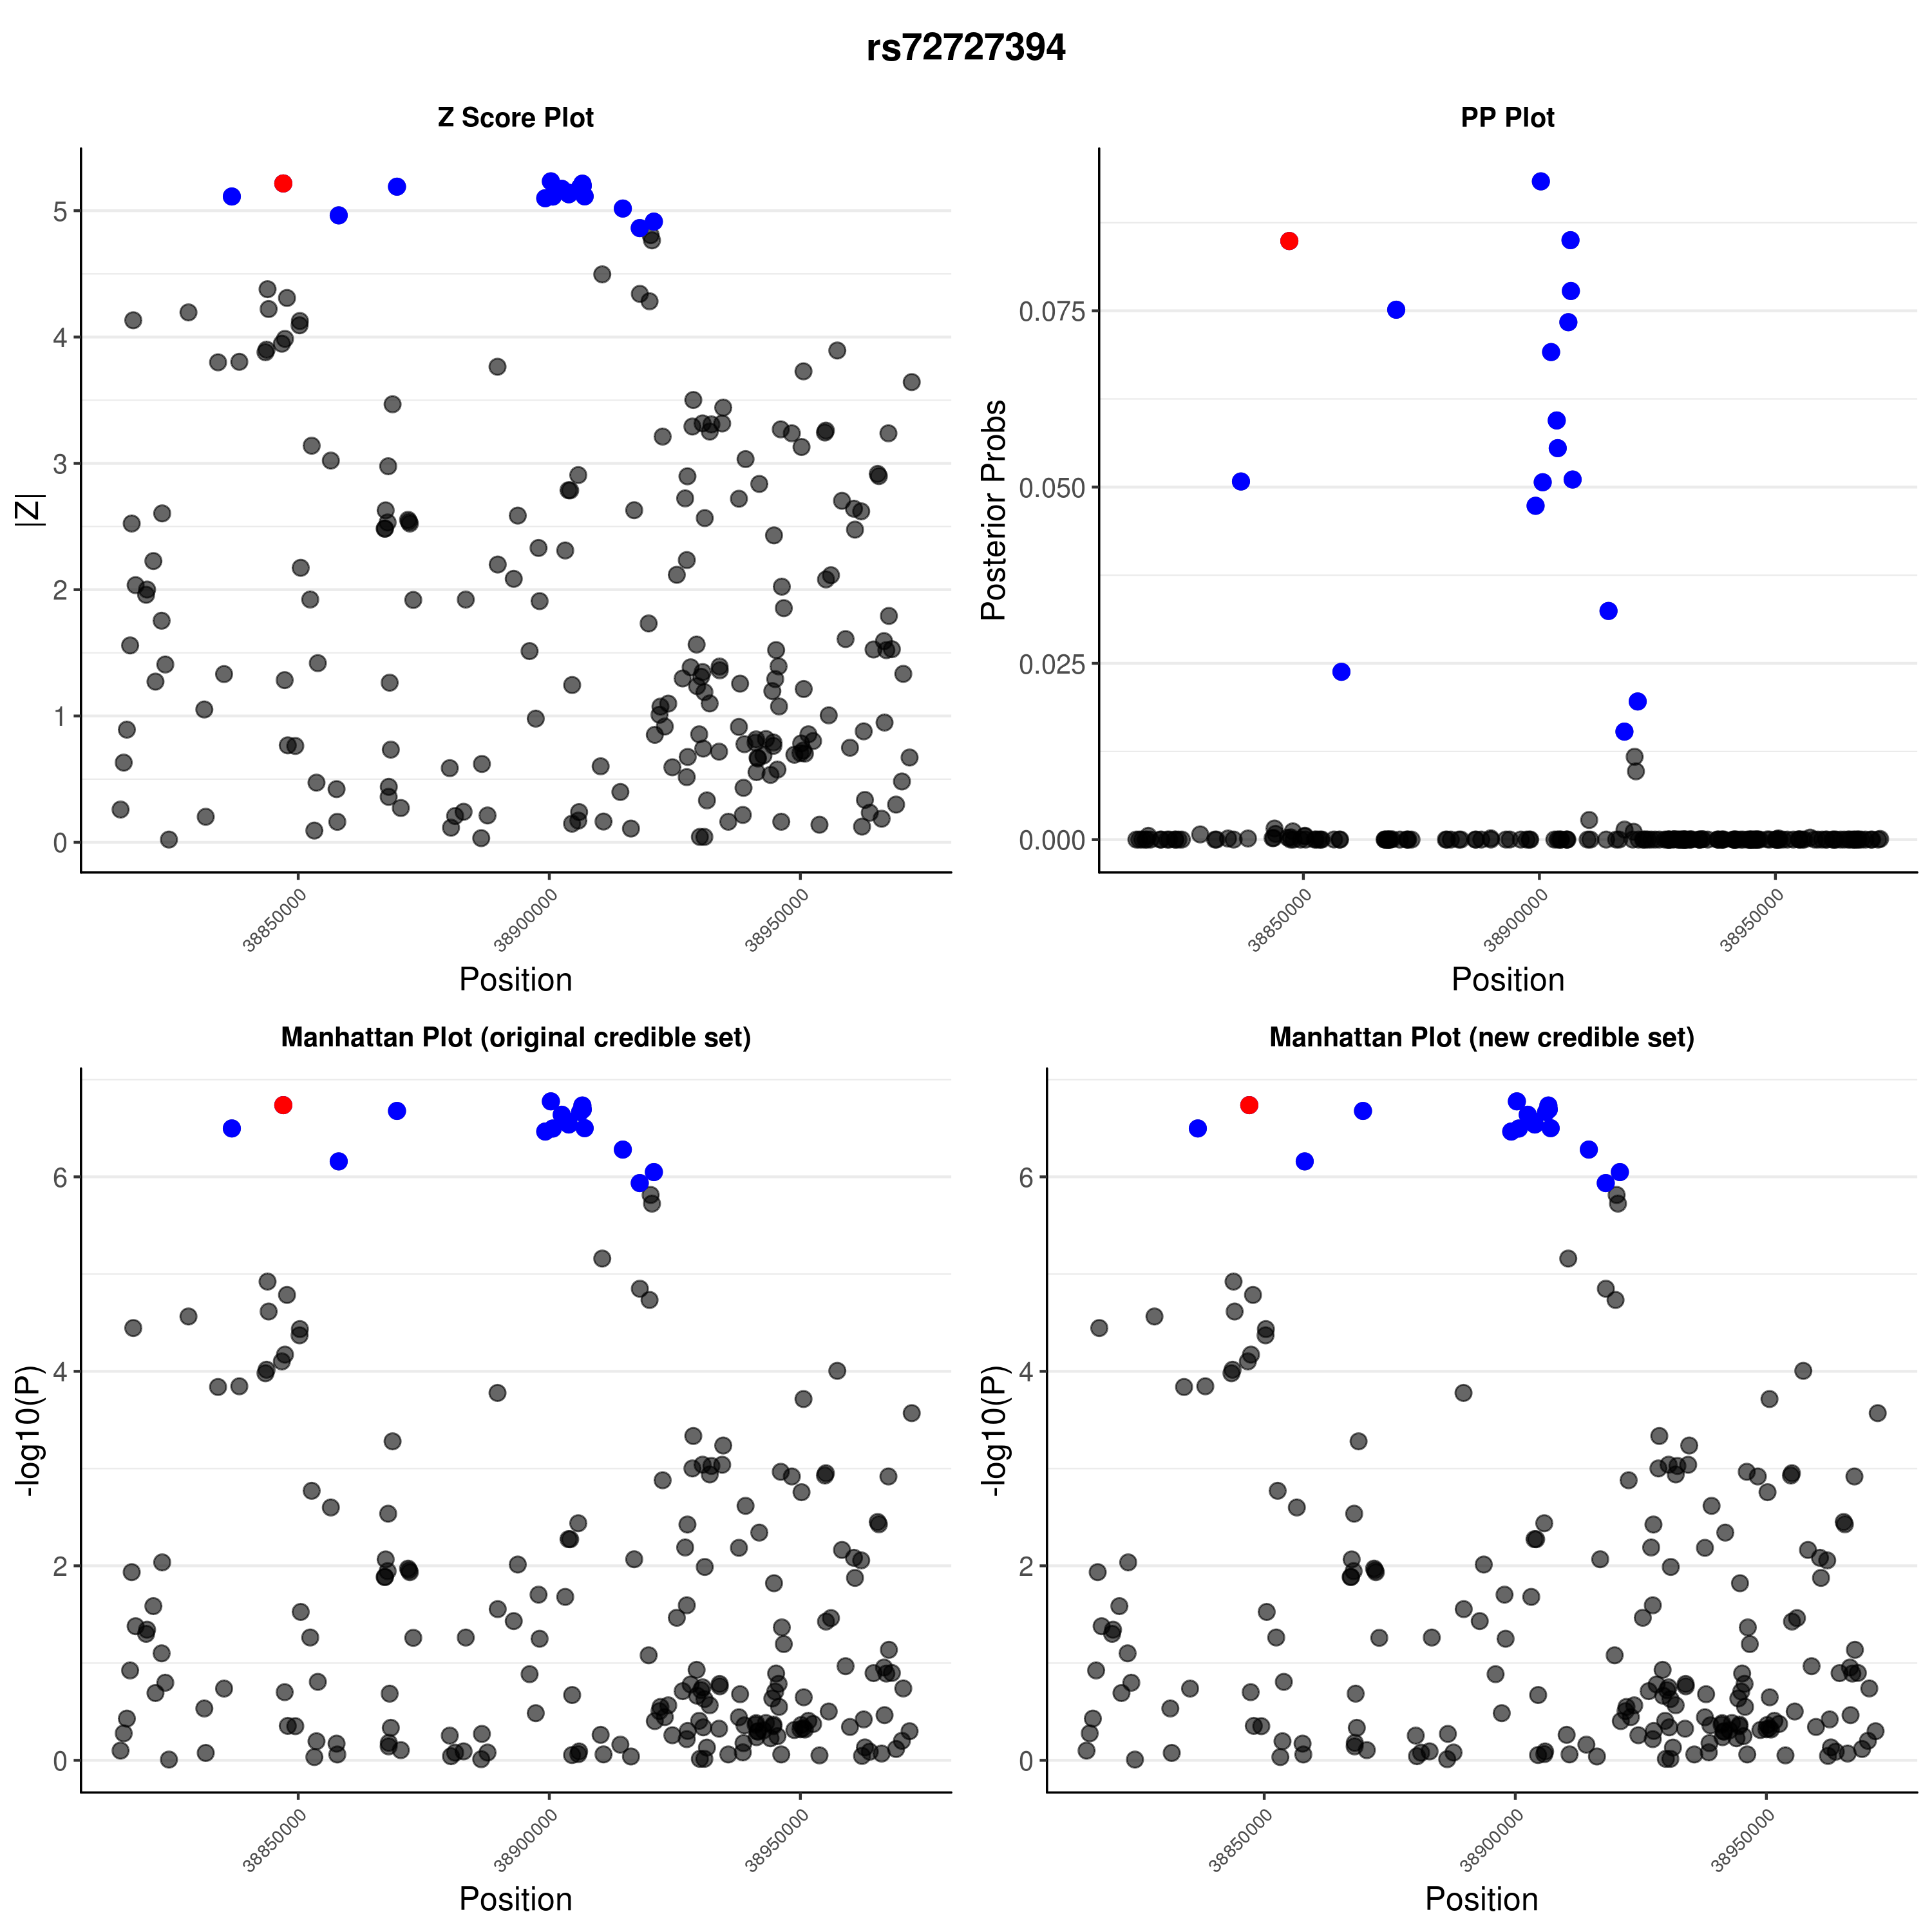 rs72727394
Z Score Plot
|Z|
5
4
3
2
1
0
38850000
38900000
38950000
Position
PP Plot
Posterior Probs
0.075
0.050
0.025
0.000
38850000
38900000
38950000
Position
Manhattan Plot (original credible set)
-log10(P)
6
4
2
0
38850000
38900000
38950000
Position
Manhattan Plot (new credible set)
-log10(P)
6
4
2
0
38850000
38900000
38950000
Position